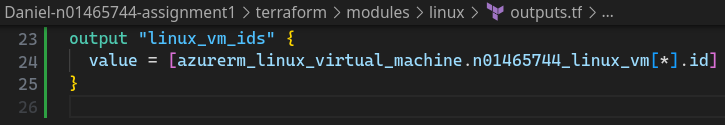 Daniel-n01465744-assignment1 > terraform > modules > linux > outputs.tf > ...
23 output "linux_vm_ids" {
24 value = [azurerm_linux_virtual_machine.n01465744_linux_vm[*].id]
25 }
26